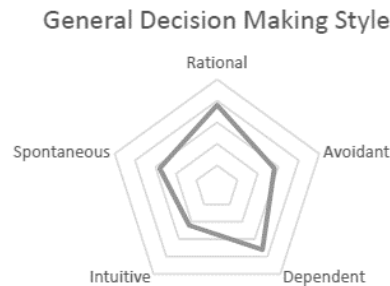 General Decision Making Style
Rational
Spontaneous
Avoidant
Intuitive
Dependent